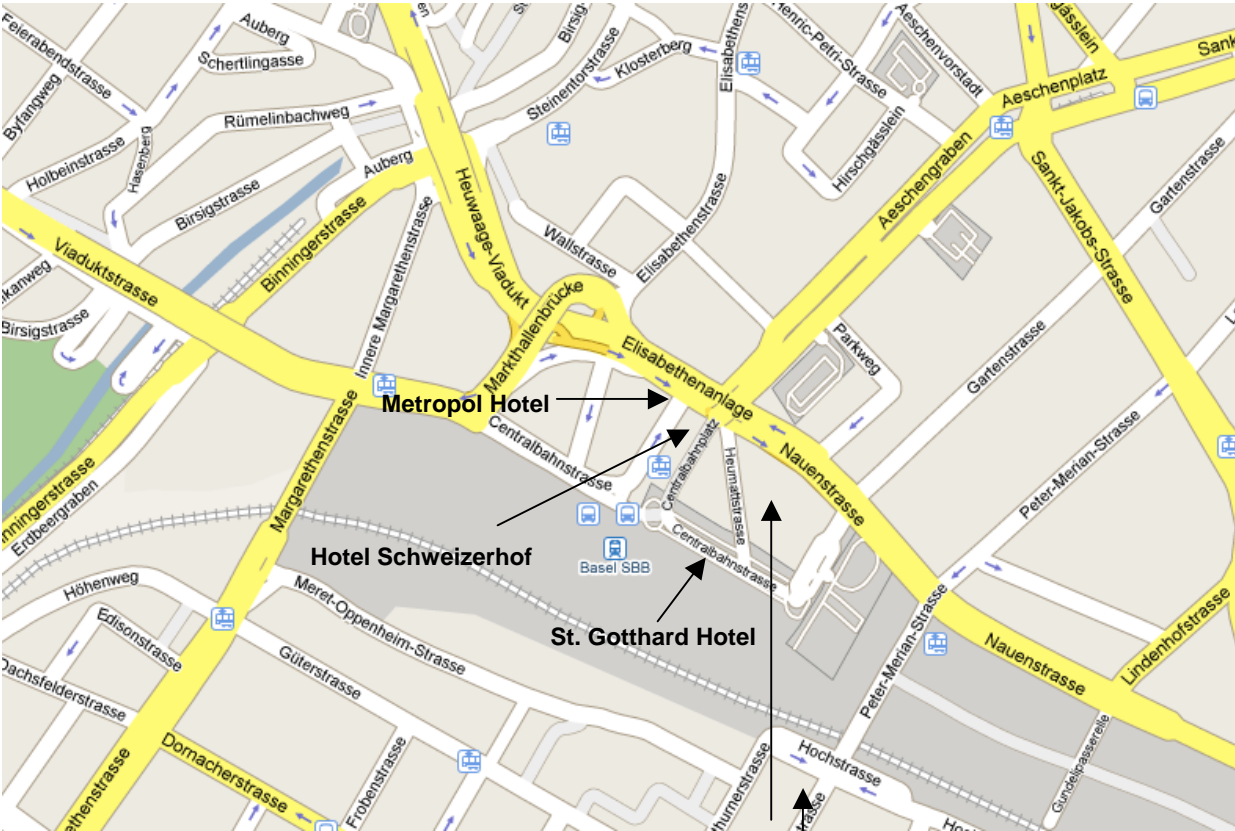 Feierabendstrasse
Auberg
Schertlingasse
Byfangweg
Rümelinbachweg
Holbeinstrasse
Hasenberg
Birsigstrasse
Auberg
Steinentorstrasse
Klosterberg
Henric-Petri-Strasse
Aeschenvorstadt
Hirschgässlein
Aeschenplatz
Aeschengraben
Sankt-Jakobs-Strasse
Gartenstrasse
Viaduktstrasse
Binningerstrasse
Birsigstrasse
Innere Margarethenstrasse
Heuwaage-Viadukt
Wallstrasse
Elisabethenstrasse
Markthallenbrücke
Elisabethenanlage
Parkweg
Gartenstrasse
Metropol Hotel
Centralbahnstrasse
Centralbahnplatz
Heumattstrasse
Nauenstrasse
Peter-Merian-Strasse
Margarethenstrasse
Erdbeergraben
Hotel Schweizerhof
Basel SBB
Centralbahnstrasse
St. Gotthard Hotel
Höhenweg
Edisonstrasse
Meret-Oppenheim-Strasse
Güterstrasse
Dachsfelderstrasse
Dornacherstrasse
Frobenstrasse
Peter-Merian-Strasse
Nauenstrasse
Lindenhofstrasse
Hochstrasse
Gundelipasserelle